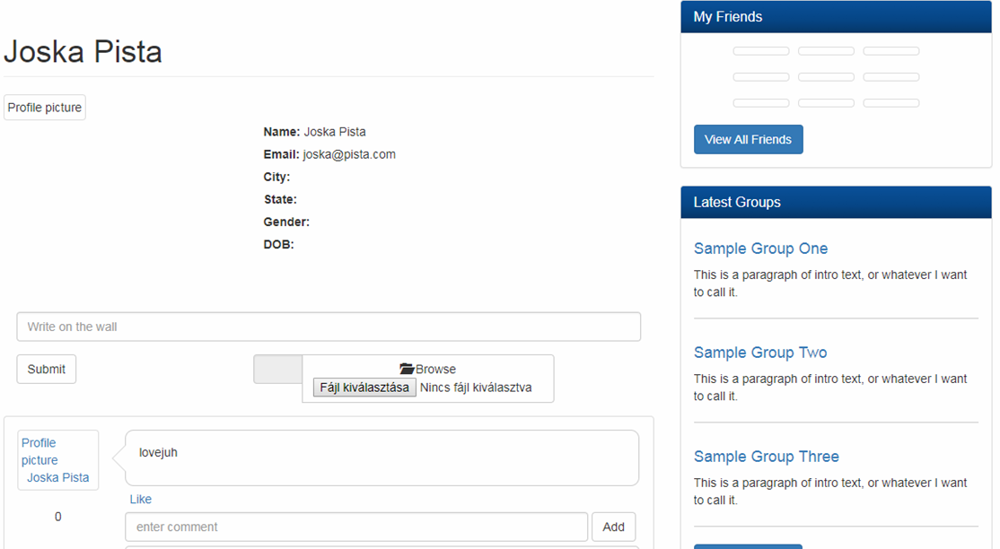 Joska Pista
Profile picture
Name: Joska Pista
Email: joska@pista.com
City:
State:
Gender:
DOB:
Write on the wall
Submit
Browse
Fájl kiválasztása Nincs fájl kiválasztva
Profile
picture
Joska Pista
0
lovejuh
Like
enter comment
Add
My Friends
View All Friends
Latest Groups
Sample Group One
This is a paragraph of intro text, or whatever I want
to call it.
Sample Group Two
This is a paragraph of intro text, or whatever I want
to call it.
Sample Group Three
This is a paragraph of intro text, or whatever I want
to call it.